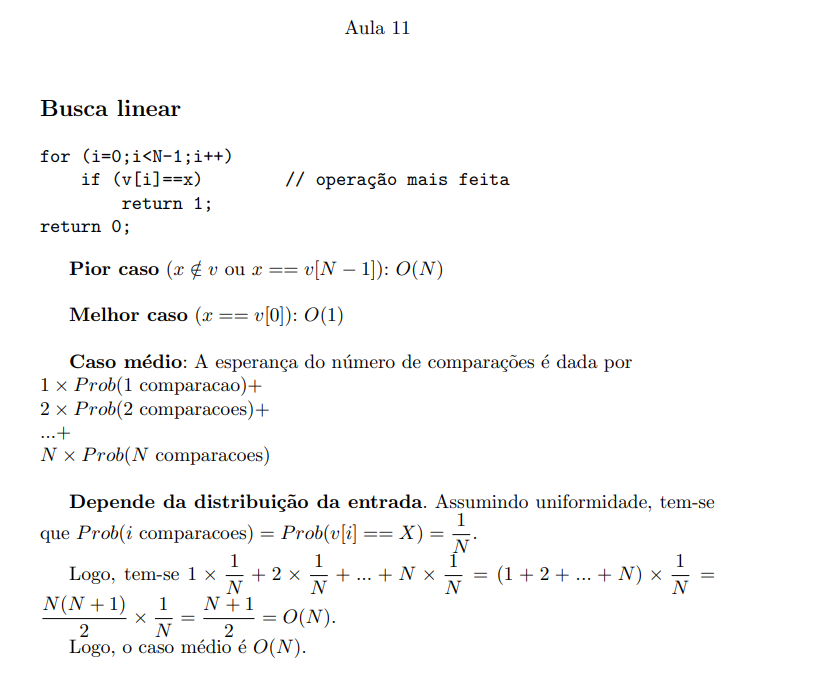 Aula 11
Busca linear
for (i=0;i<N-1;i++)
if (v[i]==x) // operação mais feita
return 1;
return 0;
Pior caso (x ∉ v ou x == v[N − 1]): O(N)
Melhor caso (x == v[0]): O(1)
Caso médio: A esperança do número de comparações é dada por
1 × Prob(1 comparacao)+
2 × Prob(2 comparacoes)+
...+
N × Prob(N comparacoes)
Depende da distribuição da entrada. Assumindo uniformidade, tem-se
que Prob(i comparacoes) = Prob(v[i] == X) = 1/N.
Logo, tem-se 1 × 1/N + 2 × 1/N + ... + N × 1/N = (1 + 2 + ... + N) × 1/N =
N(N + 1)/2 × 1/N = N + 1/2 = O(N).
Logo, o caso médio é O(N).